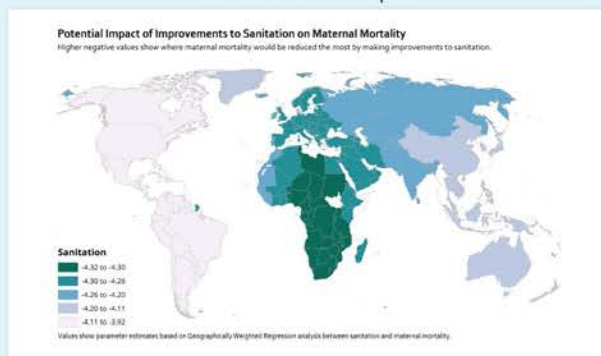 Potential Impact of Improvements to Sanitation on Maternal Mortality
Higher negative values show where maternal mortality would be reduced the most by making improvements to sanitation.
Sanitation
-4.32 to -4.30
-4.30 to -4.26
-4.26 to -4.20
-4.20 to -4.11
-4.11 to -3.92
Values show parameter estimates based on Geographically Weighted Regression analysis between sanitation and maternal mortality.